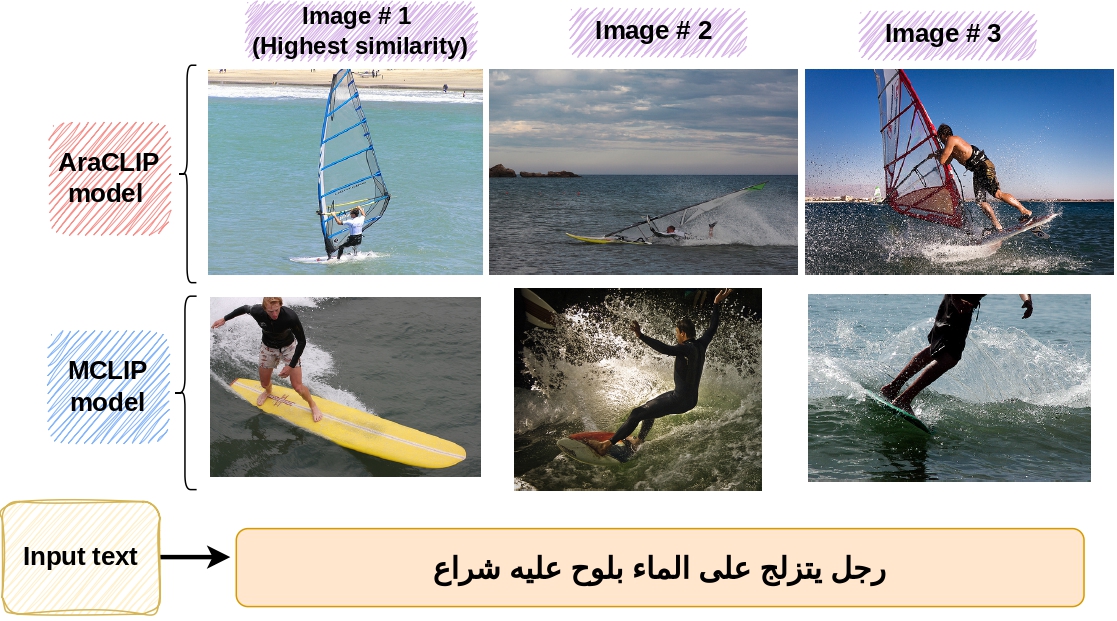 Image # 1
(Highest similarity)
Image # 2
Image # 3
AraCLIP
model
MCLIP
model
Input text
رجل يتزلج على الماء بلوح عليه شراع